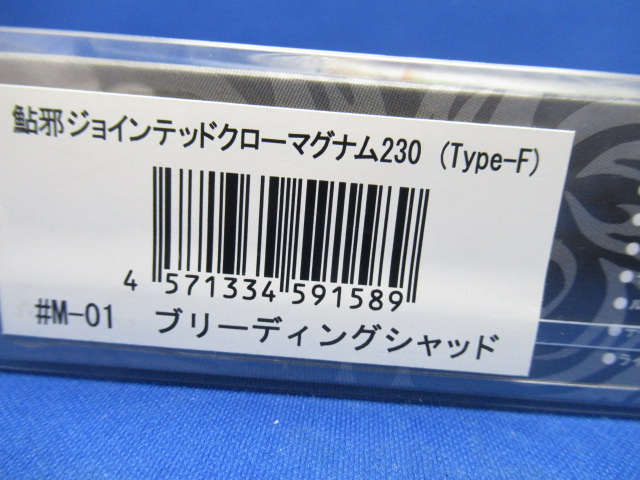 鮎邪ジョインテッドクローマグナム230 (Type-F)
4 571334 591589
#M-01 ブリーディングシャッド